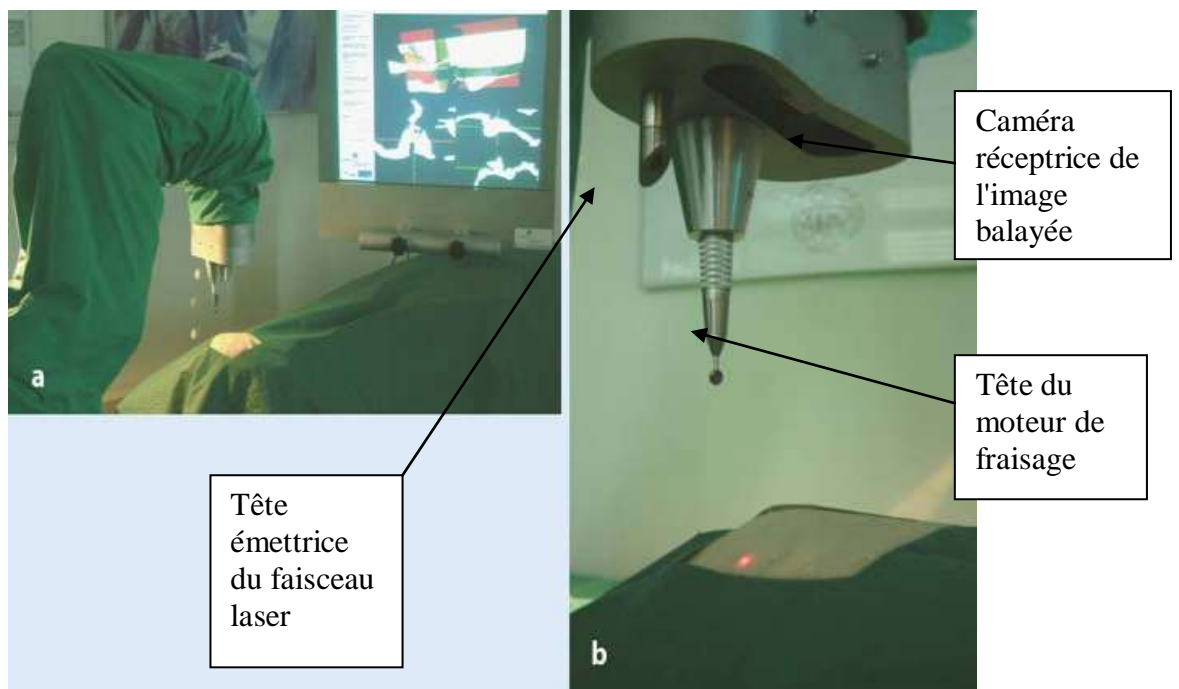 a
Tête
émettrice
du faisceau
laser
Caméra
réceptrice de
l'image
balayée
Tête du
moteur de
fraisage
b